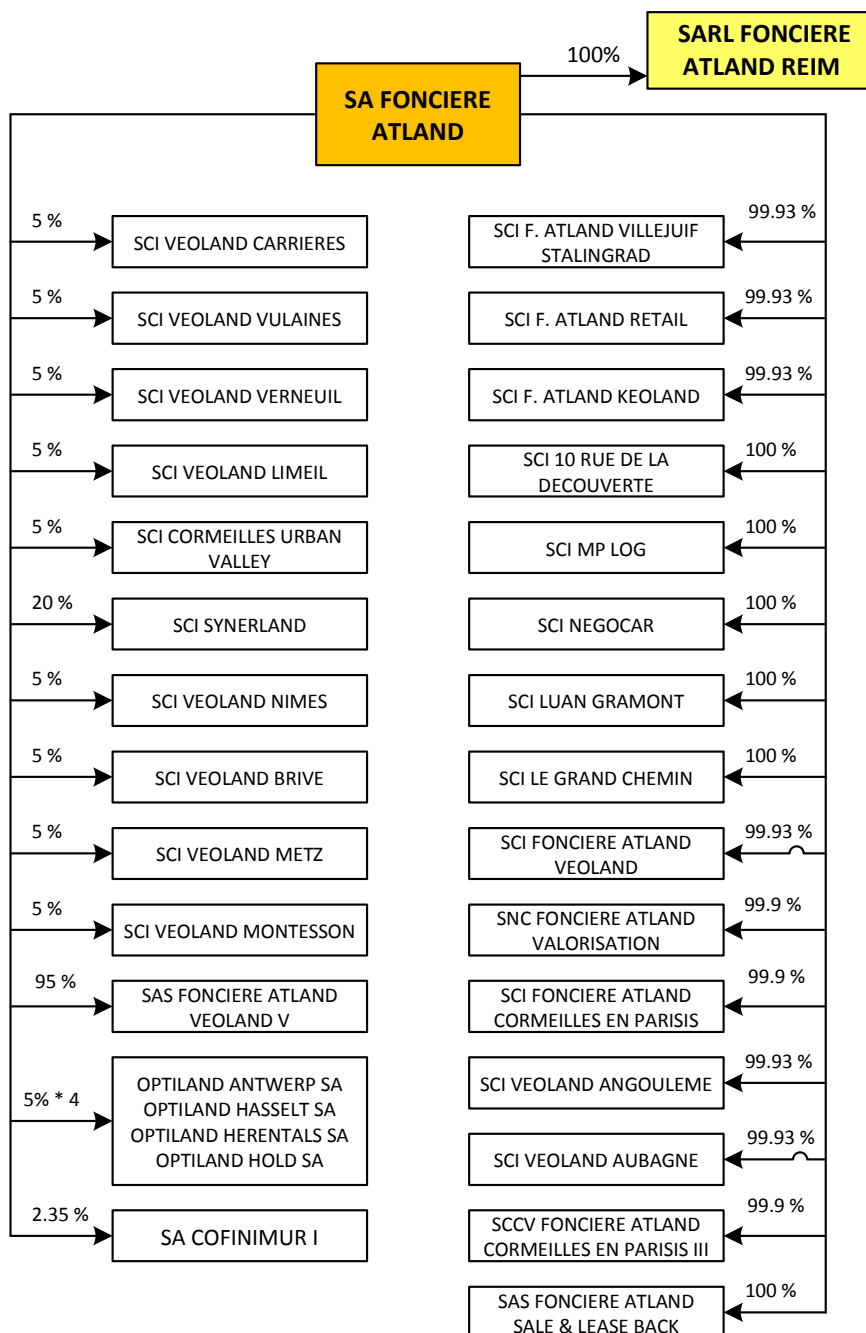 SARL FONCIERE
ATLAND REIM
100%
SA FONCIERE
ATLAND
5 %
SCI VEOLAND CARRIERES
5 %
SCI VEOLAND VULAINES
5 %
SCI VEOLAND VERNEUIL
5 %
SCI VEOLAND LIMEIL
5 %
SCI CORMEILLES URBAN
VALLEY
20 %
SCI SYNERLAND
5 %
SCI VEOLAND NIMES
5 %
SCI VEOLAND BRIVE
5 %
SCI VEOLAND METZ
5 %
SCI VEOLAND MONTESSON
95 %
SAS FONCIERE ATLAND
VEOLAND V
5% * 4
OPTILAND ANTWERP SA
OPTILAND HASSELT SA
OPTILAND HERENTALS SA
OPTILAND HOLD SA
2.35 %
SA COFINIMUR I
99.93 %
SCI F. ATLAND VILLEJUIF
STALINGRAD
99.93 %
SCI F. ATLAND RETAIL
99.93 %
SCI F. ATLAND KEOLAND
100 %
SCI 10 RUE DE LA
DECOUVERTE
100 %
SCI MP LOG
100 %
SCI NEGOCAR
100 %
SCI LUAN GRAMONT
100 %
SCI LE GRAND CHEMIN
99.93 %
SCI FONCIERE ATLAND
VEOLAND
99.9 %
SNC FONCIERE ATLAND
VALORISATION
99.9 %
SCI FONCIERE ATLAND
CORMEILLES EN PARISIS
99.93 %
SCI VEOLAND ANGOULEME
99.93 %
SCI VEOLAND AUBAGNE
99.9 %
SCCV FONCIERE ATLAND
CORMEILLES EN PARISIS III
100 %
SAS FONCIERE ATLAND
SALE & LEASE BACK